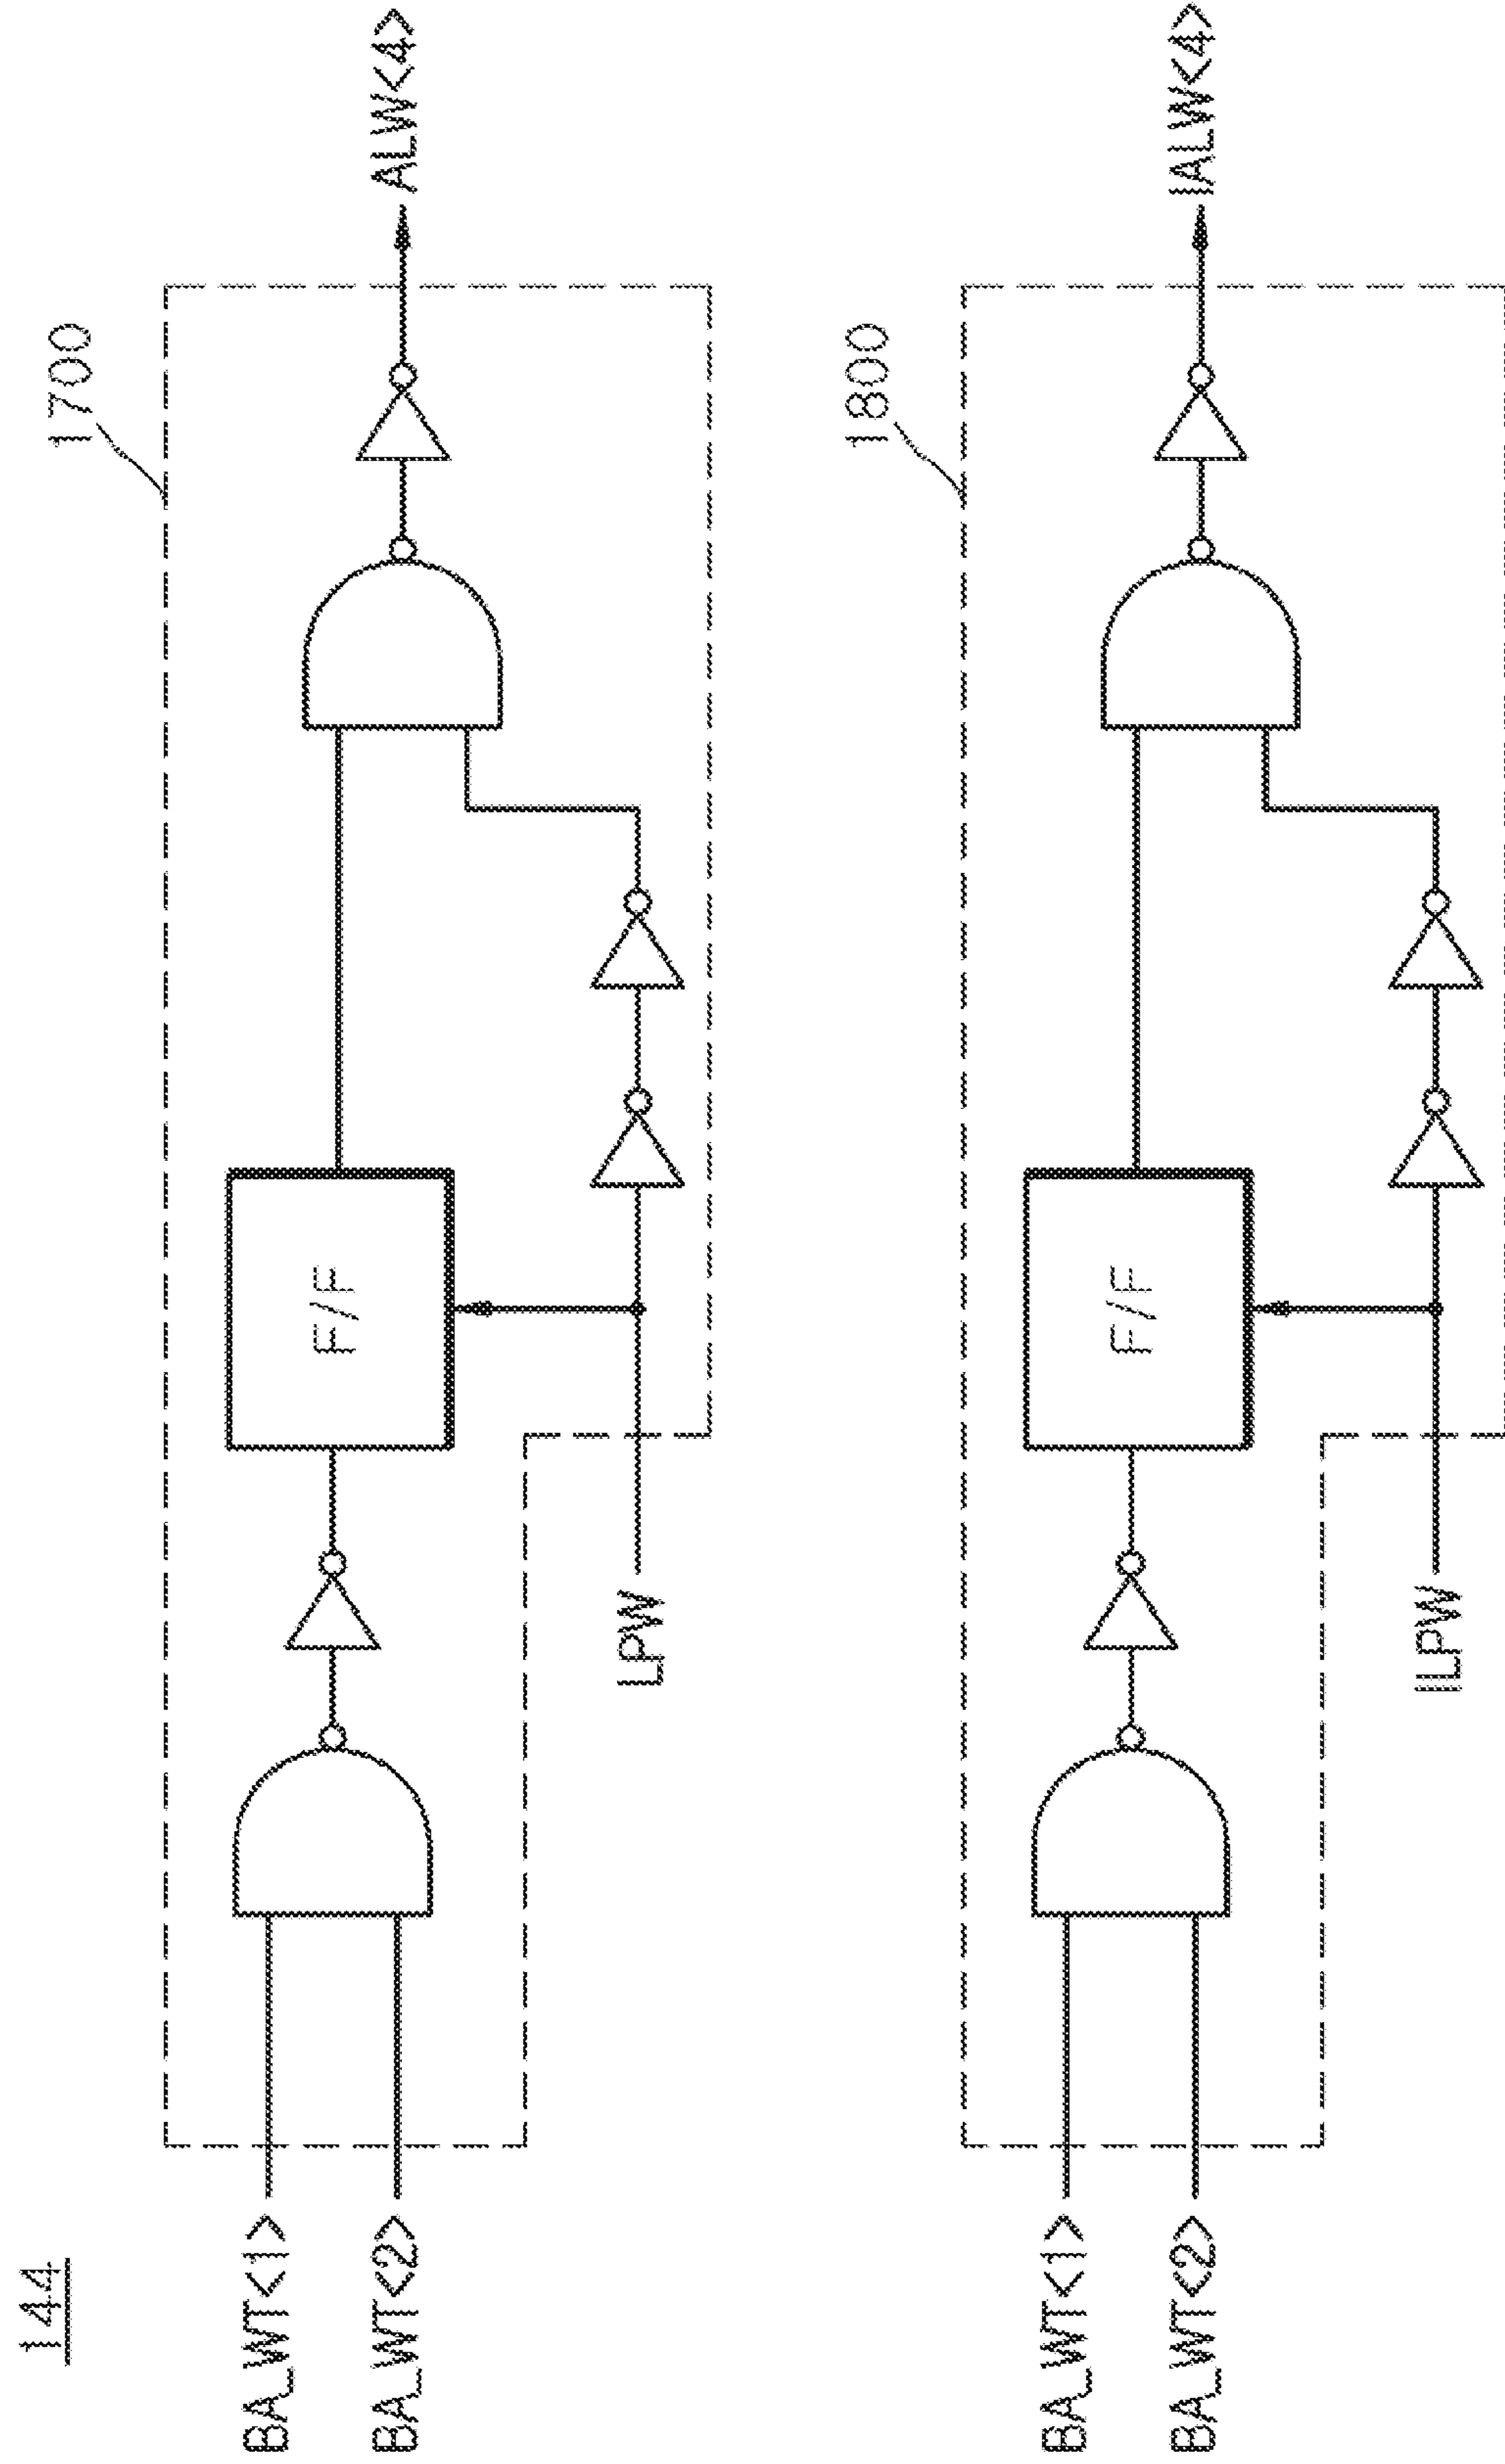 144
1700
BA_WT<1>
BA_WT<2>
F/F
LPW
ALW<4>
1800
BA_WT<1>
BA_WT<2>
F/F
ILPW
IALW<4>